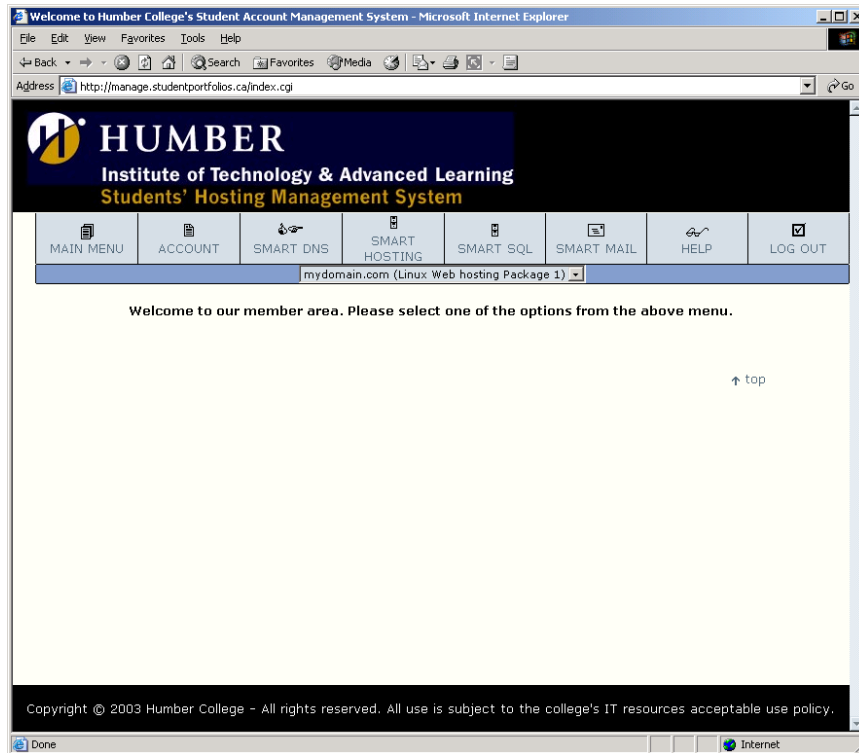 Welcome to Humber College's Student Account Management System - Microsoft Internet Explorer
File Edit View Favorites Tools Help
Back Search Favorites Media
Address http://manage.studentportfolios.ca/index.cgi Go
HUMBER
Institute of Technology & Advanced Learning
Students' Hosting Management System
MAIN MENU ACCOUNT SMART DNS SMART HOSTING SMART SQL SMART MAIL HELP LOG OUT
mydomain.com (Linux Web hosting Package 1)
Welcome to our member area. Please select one of the options from the above menu.
top
Copyright © 2003 Humber College - All rights reserved. All use is subject to the college's IT resources acceptable use policy.
Done Internet